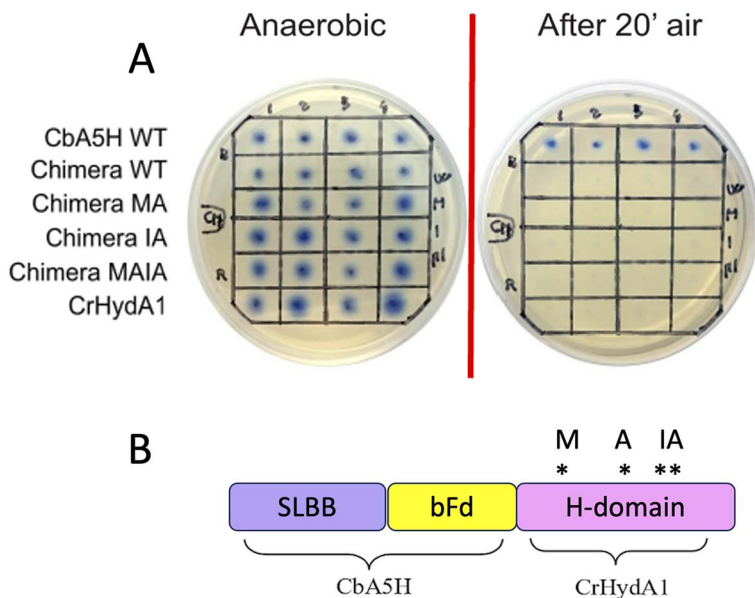 Anaerobic
After 20' air
A
CbA5H WT
Chimera WT
Chimera MA
Chimera IA
Chimera MAIA
CrHydA1
1 2 3 4
R
M
I
1 2 3 4
R
M
I
B
M A IA
* * **
SLBB bFd H-domain
CbA5H CrHydA1